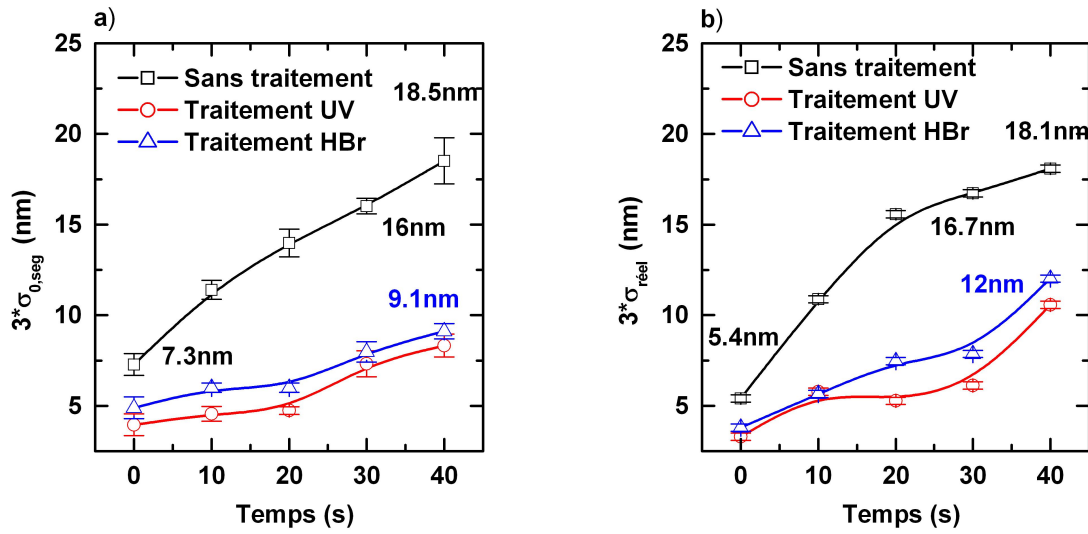 a)
25
20
15
10
5
3*σ0,seg (nm)
Sans traitement
Traitement UV
Traitement HBr
18.5nm
16nm
9.1nm
7.3nm
0 10 20 30 40
Temps (s)
b)
25
20
15
10
5
3*σréel (nm)
Sans traitement
Traitement UV
Traitement HBr
18.1nm
16.7nm
12nm
5.4nm
0 10 20 30 40
Temps (s)